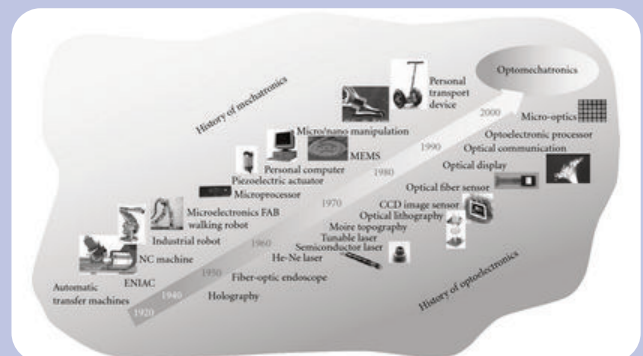 Optomechatronics
History of mechatronics
Personal
transport
device
Micro/nano manipulation
MEMS
Personal computer
Piezoelectric actuator
Microprocessor
Microelectronics FAB
walking robot
Industrial robot
NC machine
ENIAC
Automatic
transfer machines
2000
1990
1980
1970
1960
1950
1940
1920
Micro-optics
Optoelectronic processor
Optical communication
Optical display
Optical fiber sensor
CCD image sensor
Optical lithography
Moire topography
Tunable laser
Semiconductor laser
He-Ne laser
Fiber-optic endoscope
Holography
History of optoelectronics